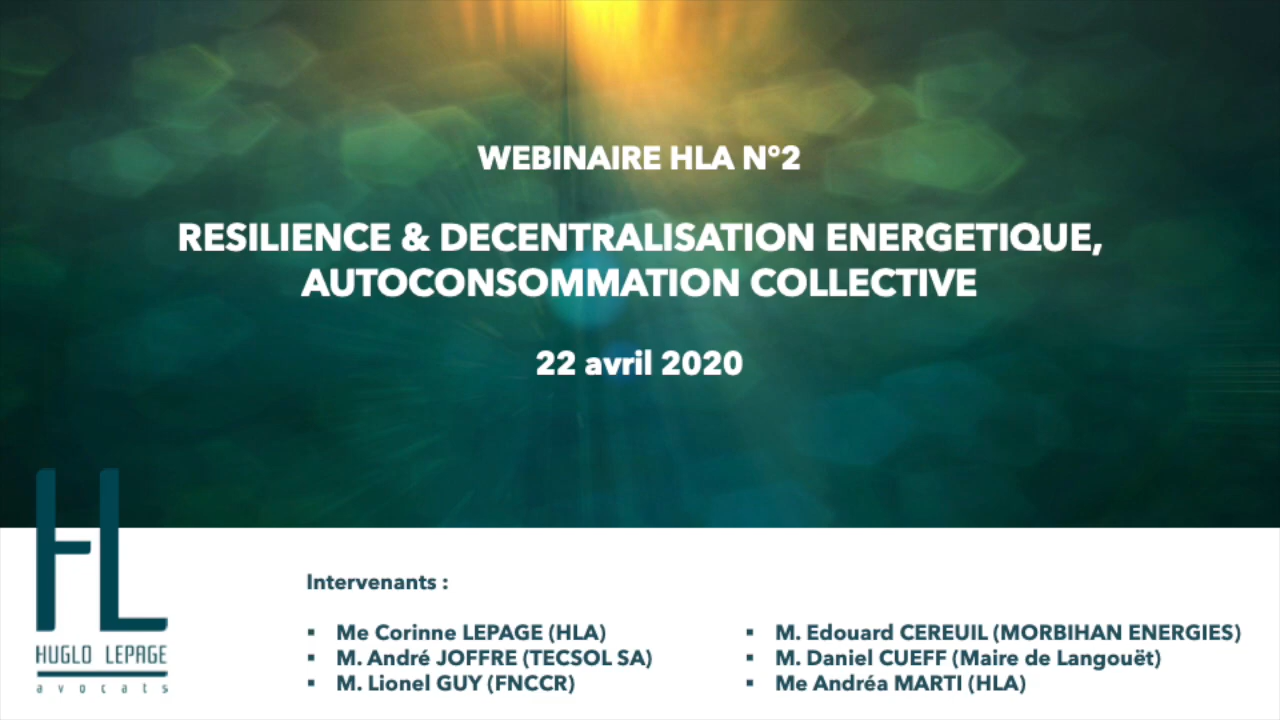 WEBINAIRE HLA N°2
RESILIENCE & DECENTRALISATION ENERGETIQUE,
AUTOCONSOMMATION COLLECTIVE
22 avril 2020
HL
HUGLO LEPAGE
avocats
Intervenants :
▪ Me Corinne LEPAGE (HLA)
▪ M. André JOFFRE (TECSOL SA)
▪ M. Lionel GUY (FNCCR)
▪ M. Edouard CEREUIL (MORBIHAN ENERGIES)
▪ M. Daniel CUEFF (Maire de Langouët)
▪ Me Andréa MARTI (HLA)